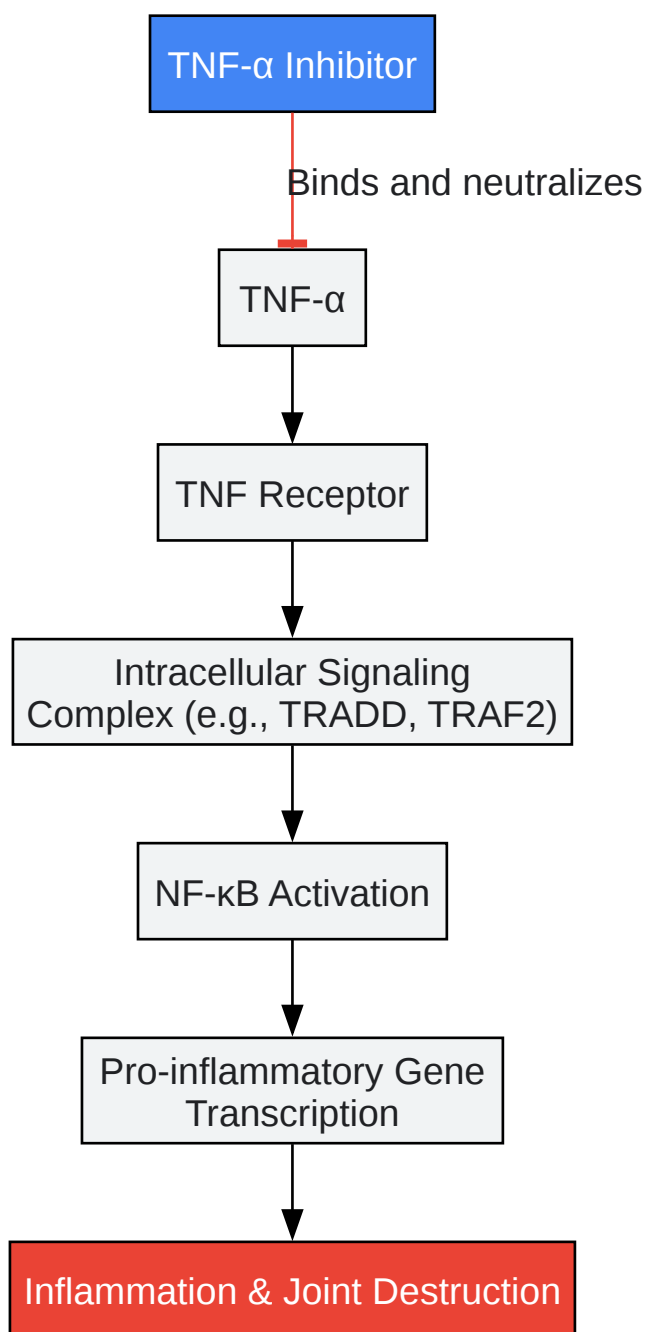 TNF-α Inhibitor
Binds and neutralizes
TNF-α
TNF Receptor
Intracellular Signaling
Complex (e.g., TRADD, TRAF2)
NF-κB Activation
Pro-inflammatory Gene
Transcription
Inflammation & Joint Destruction